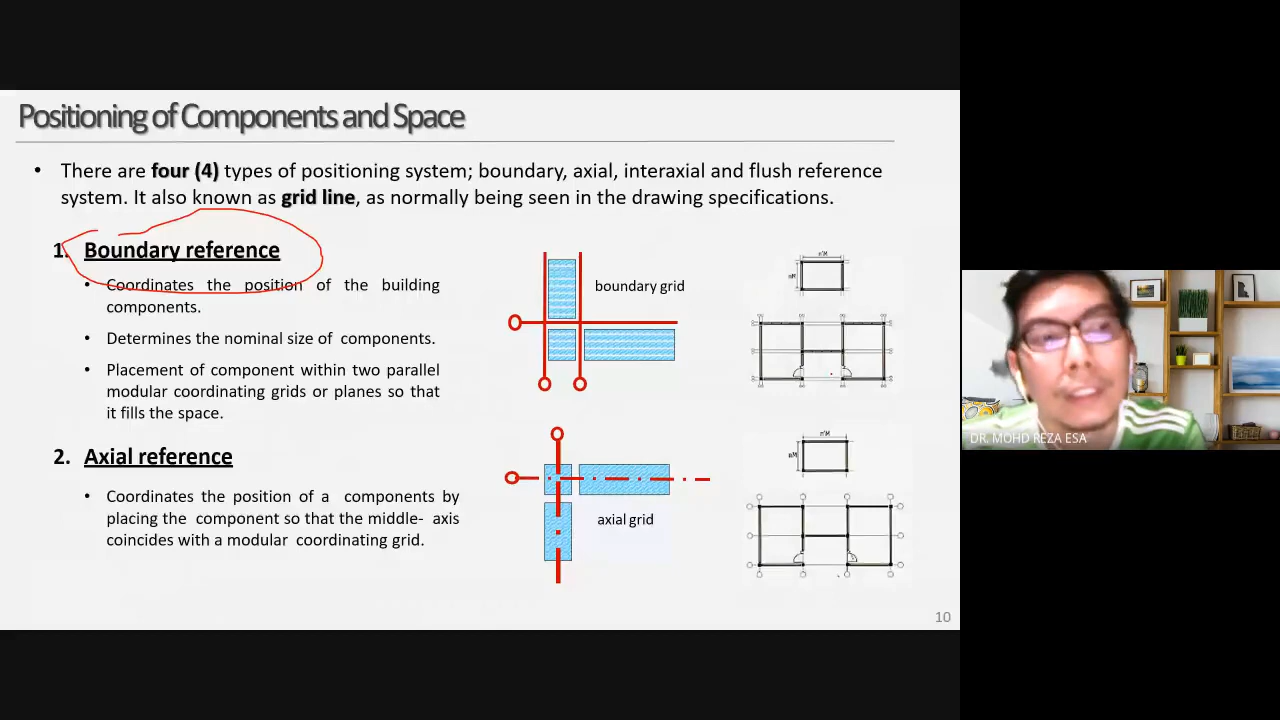 Positioning of Components and Space
• There are four (4) types of positioning system; boundary, axial, interaxial and flush reference
system. It also known as grid line, as normally being seen in the drawing specifications.
1. Boundary reference
• Coordinates the position of the building
components.
• Determines the nominal size of components.
• Placement of component within two parallel
modular coordinating grids or planes so that
it fills the space.
boundary grid
n'M
nM
2. Axial reference
• Coordinates the position of a components by
placing the component so that the middle- axis
coincides with a modular coordinating grid.
axial grid
n'M
nM
10
DR. MOHD REZA ESA